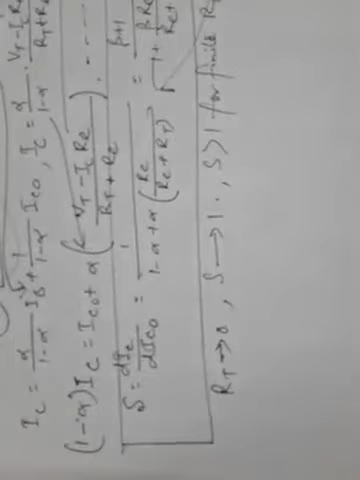 I_C = α/(1-α) I_B + 1/(1-α) I_CO , I_C = α/(1-α) · (V_T - I_C R_e)/(R_T + R_e
(1-α) I_C = I_CO + α ( (V_T - I_C R_e)/(R_T + R_e) ) . - - - -
S = dI_C/dI_CO = 1/(1-α+α (R_e/(R_e+R_T))) = β+1/(1+ β R_e/(R_e+
R_T → 0 , S → 1 . , S > 1 for finite R_T